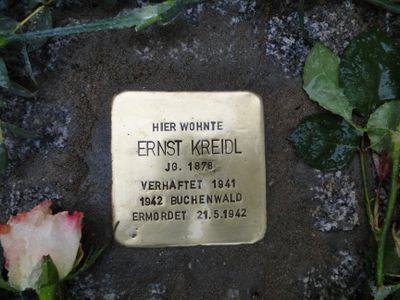 HIER WOHNTE
ERNST KREIDL
JG. 1878
VERHAFTET 1941
1942 BUCHENWALD
ERMORDET 21.5.1942